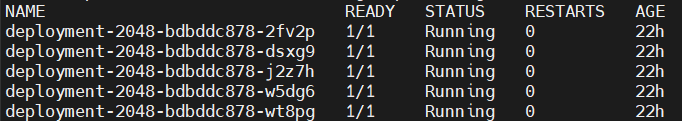 NAME READY STATUS RESTARTS AGE
deployment-2048-bdbddc878-2fv2p 1/1 Running 0 22h
deployment-2048-bdbddc878-dsxg9 1/1 Running 0 22h
deployment-2048-bdbddc878-j2z7h 1/1 Running 0 22h
deployment-2048-bdbddc878-w5dg6 1/1 Running 0 22h
deployment-2048-bdbddc878-wt8pg 1/1 Running 0 22h